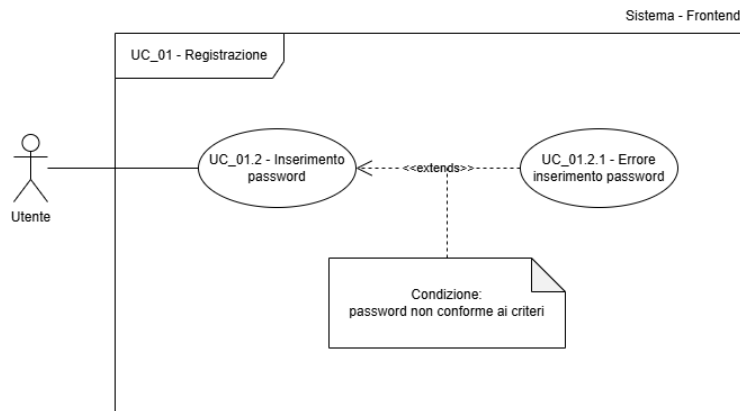 Sistema - Frontend
UC_01 - Registrazione
UC_01.2 - Inserimento
password
<<extends>>
UC_01.2.1 - Errore
inserimento password
Utente
Condizione:
password non conforme ai criteri